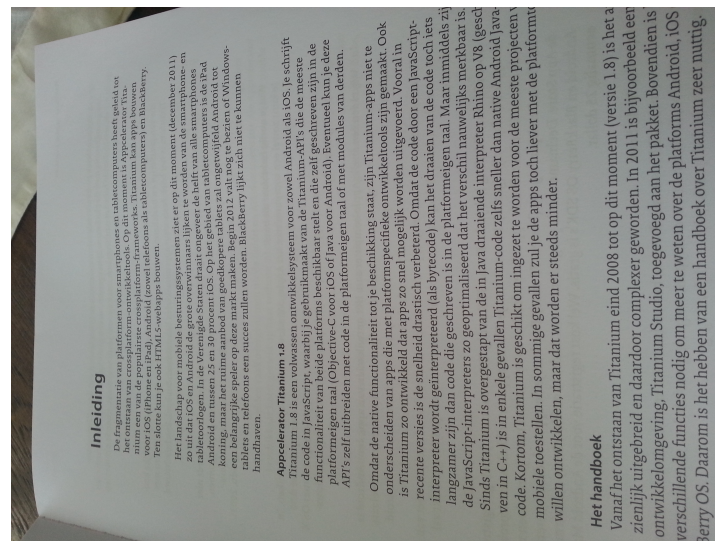 Inleiding
De fragmentatie van platformen voor smartphones en tabletcomputers heeft geleid tot
het ontstaan van crossplatform-ontwikkeltools. Op dit moment is Appcelerator Tita-
nium een van de populairste crossplatform-frameworks. Titanium kan apps bouwen
voor iOS (iPhone en iPad), Android (zowel telefoons als tabletcomputers) en BlackBerry.
Ten slotte kun je ook HTML5-webapps bouwen.
Het landschap voor mobiele besturingssystemen ziet er op dit moment (december 2011)
zo uit dat iOS en Android de grote overwinnaars lijken te worden van de smartphone- en
tabletoorlogen. In de Verenigde Staten draait ongeveer de helft van alle smartphones
Android en tussen 25 en 30 procent iOS. Op het gebied van tabletcomputers is de iPad
koning, maar het ruime aanbod van goedkopere tablets zal ongetwijfeld Android tot
een belangrijke speler op deze markt maken. Begin 2012 valt nog te bezien of Windows-
tablets en telefoons een succes zullen worden. BlackBerry lijkt zich niet te kunnen
handhaven.
Appcelerator Titanium 1.8
Titanium 1.8 is een volwassen ontwikkelsysteem voor zowel Android als iOS. Je schrijft
de code in JavaScript, waarbij je gebruikmaakt van de Titanium-API's die de meeste
functionaliteit van beide platforms beschikbaar stelt en die zelf geschreven zijn in de
platformeigen taal (Objective-C voor iOS of Java voor Android). Eventueel kun je deze
API's zelf uitbreiden met code in de platformeigen taal of met modules van derden.
Omdat de native functionaliteit tot je beschikking staat, zijn Titanium-apps niet te
onderscheiden van apps die met platformspecifieke ontwikkeltools zijn gemaakt. Ook
is Titanium zo ontwikkeld dat apps zo snel mogelijk worden uitgevoerd. Vooral in
recente versies is de snelheid drastisch verbeterd. Omdat de code door een JavaScript-
interpreter wordt geïnterpreteerd (als bytecode) kan het draaien van de code toch iets
langzamer zijn dan code die geschreven is in de platformeigen taal. Maar inmiddels zij
de JavaScript-interpreters zo geoptimaliseerd dat het verschil nauwelijks merkbaar is.
Sinds Titanium is overgestapt van de in Java draaiende interpreter Rhino op V8 (gesch
ven in C++) is in enkele gevallen Titanium-code zelfs sneller dan native Android Java-
code. Kortom, Titanium is geschikt om ingezet te worden voor de meeste projecten v
mobiele toestellen. In sommige gevallen zul je de apps toch liever met de platformto
willen ontwikkelen, maar dat worden er steeds minder.
Het handboek
Vanaf het ontstaan van Titanium eind 2008 tot op dit moment (versie 1.8) is het a
zienlijk uitgebreid en daardoor complexer geworden. In 2011 is bijvoorbeeld een
ontwikkelomgeving, Titanium Studio, toegevoegd aan het pakket. Bovendien is
verschillende functies nodig om meer te weten over de platforms Android, iOS
Berry OS. Daarom is het hebben van een handboek over Titanium zeer nuttig.